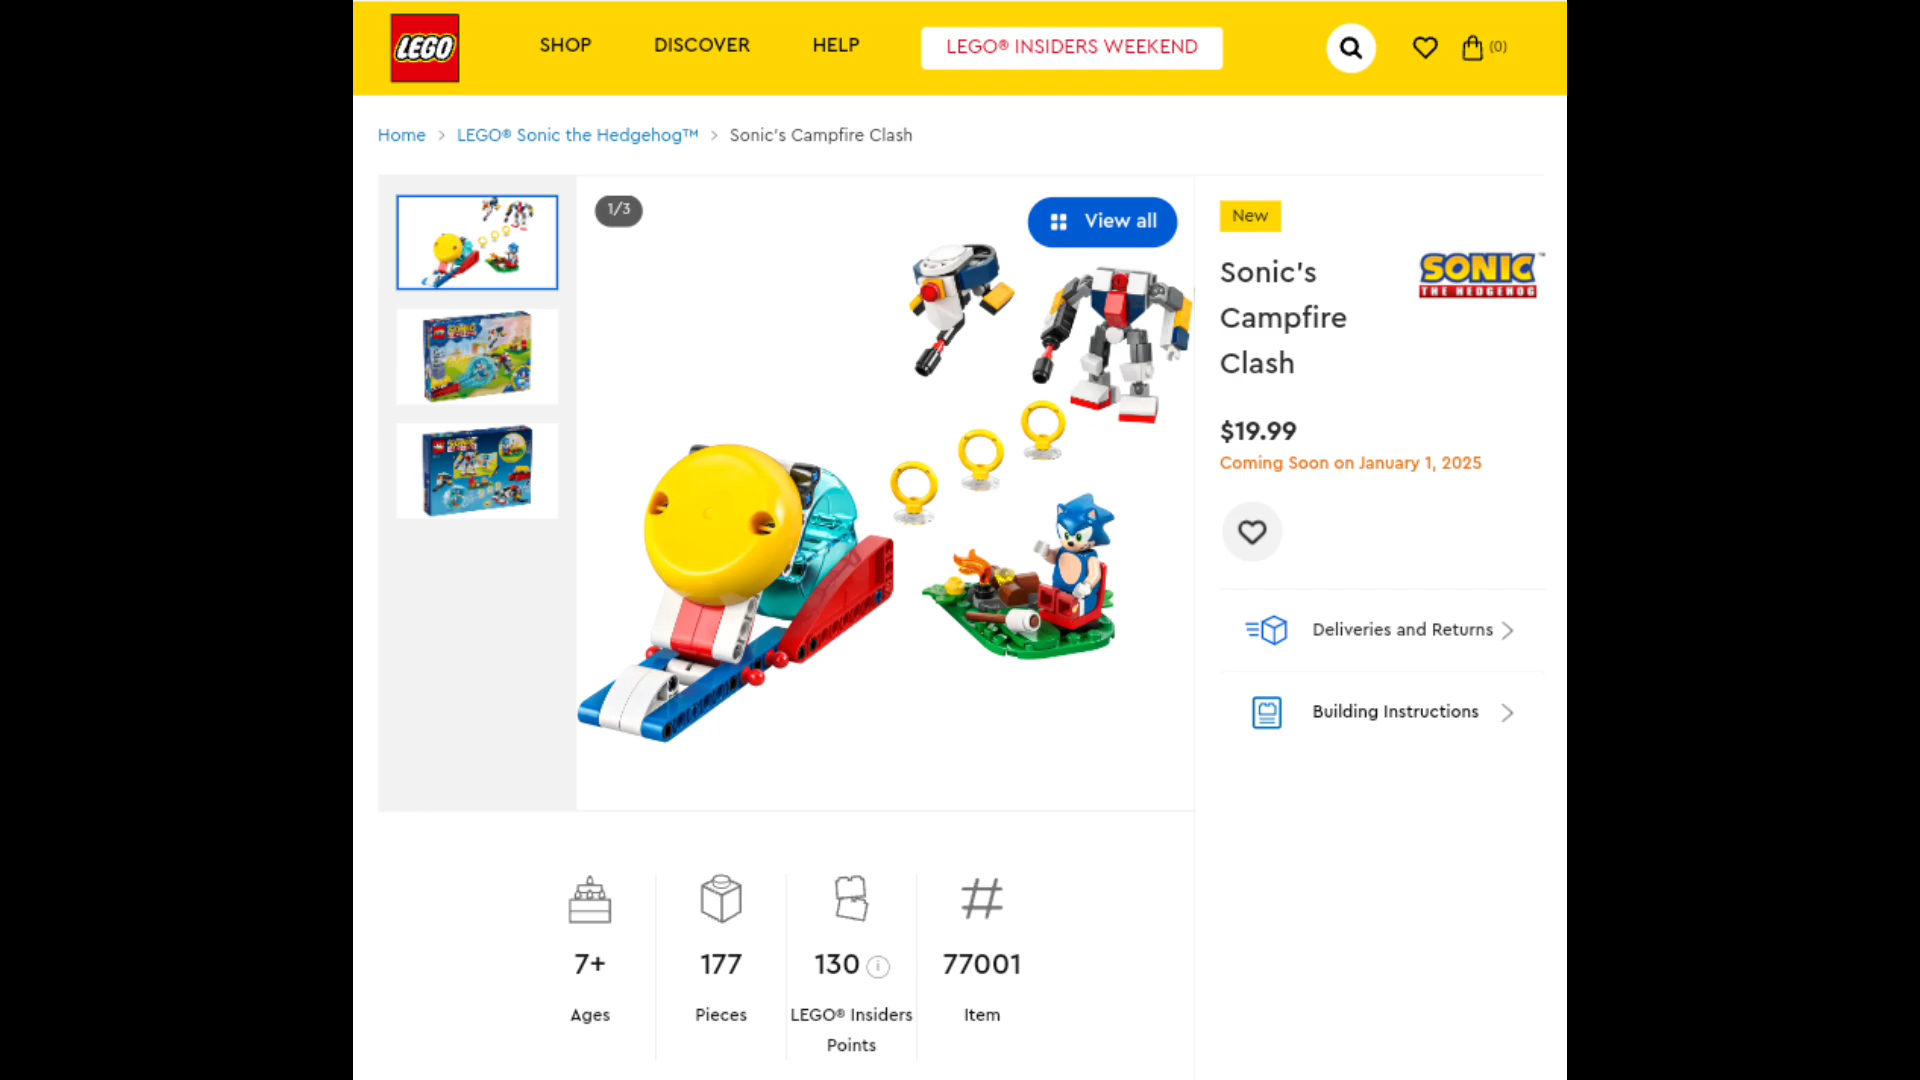 LEGO
SHOP
DISCOVER
HELP
LEGO® INSIDERS WEEKEND
(0)
Home > LEGO® Sonic the Hedgehog™ > Sonic's Campfire Clash
1/3
View all
New
Sonic's
Campfire
Clash
SONIC™
THE HEDGEHOG
$19.99
Coming Soon on January 1, 2025
Deliveries and Returns
Building Instructions
7+
Ages
177
Pieces
130
LEGO® Insiders
Points
#
77001
Item